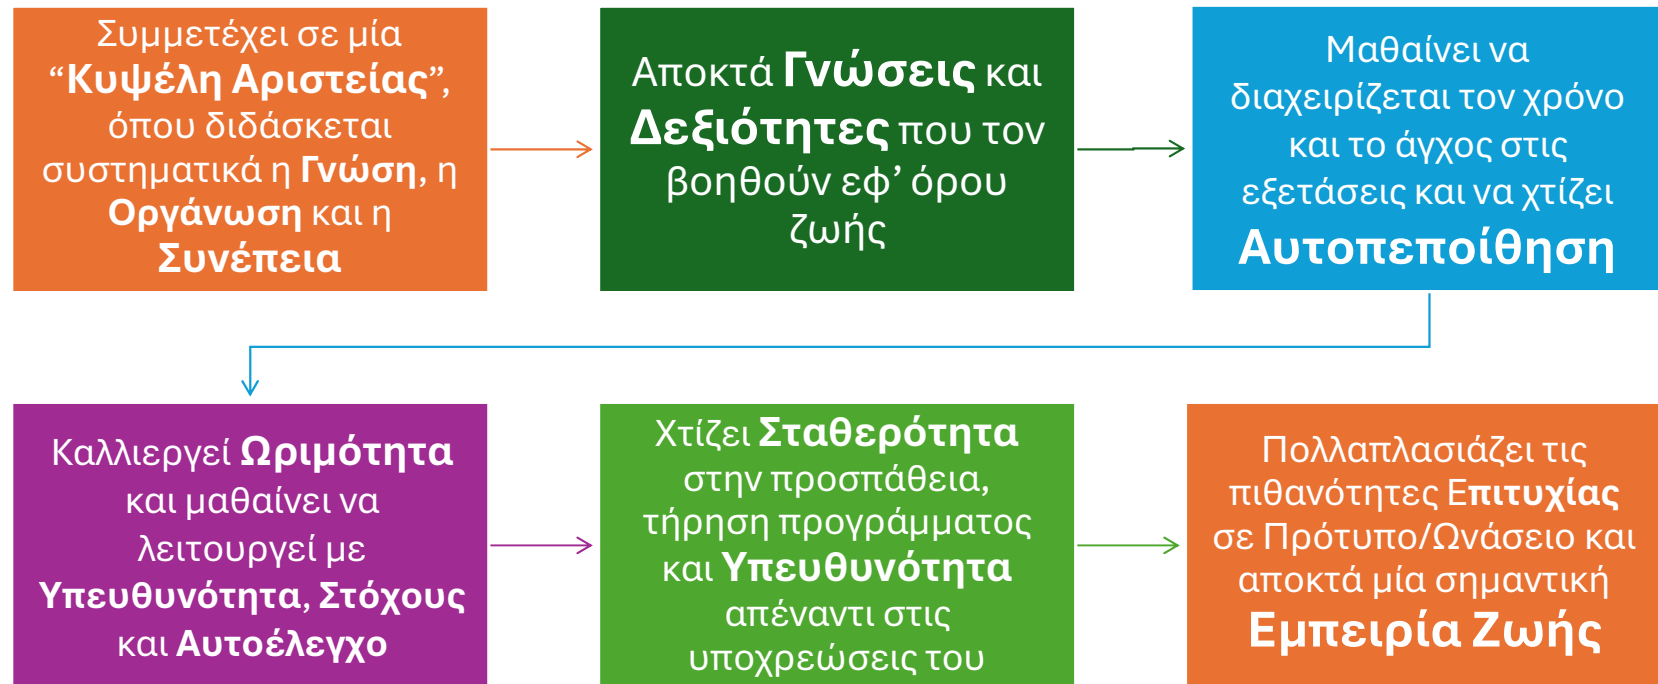 Συμμετέχει σε μία
“Κυψέλη Αριστείας”,
όπου διδάσκεται
συστηματικά η Γνώση, η
Οργάνωση και η
Συνέπεια
Αποκτά Γνώσεις και
Δεξιότητες που τον
βοηθούν εφ’ όρου
ζωής
Μαθαίνει να
διαχειρίζεται τον χρόνο
και το άγχος στις
εξετάσεις και να χτίζει
Αυτοπεποίθηση
Καλλιεργεί Ωριμότητα
και μαθαίνει να
λειτουργεί με
Υπευθυνότητα, Στόχους
και Αυτοέλεγχο
Χτίζει Σταθερότητα
στην προσπάθεια,
τήρηση προγράμματος
και Υπευθυνότητα
απέναντι στις
υποχρεώσεις του
Πολλαπλασιάζει τις
πιθανότητες Επιτυχίας
σε Πρότυπο/Ωνάσειο και
αποκτά μία σημαντική
Εμπειρία Ζωής